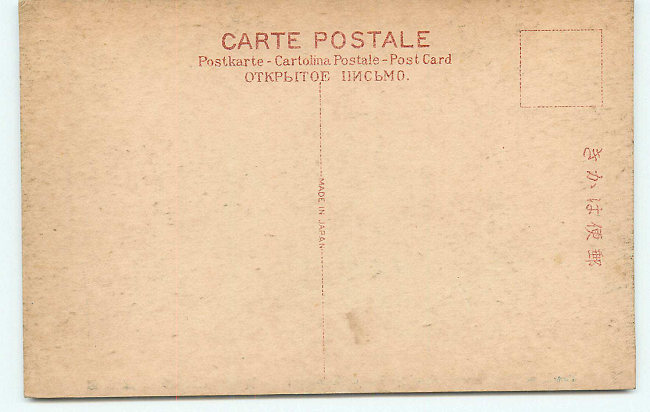 CARTE POSTALE
Postkarte - Cartolina Postale - Post Card
ОТКРЫТОЕ ПИСЬМО.
MADE IN JAPAN
郵便はかき